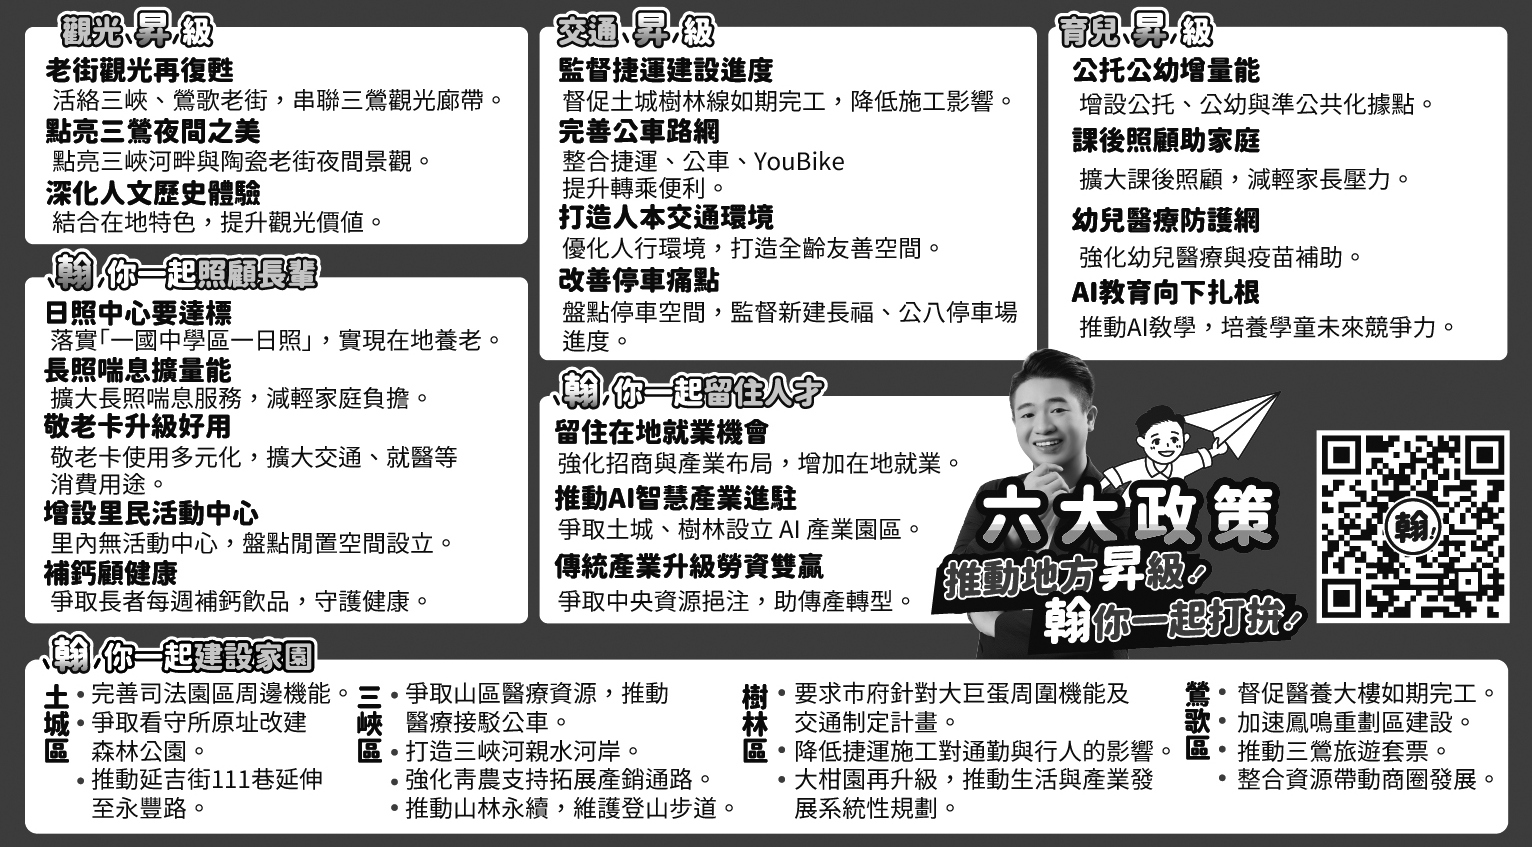 觀光昇級
老街觀光再復甦
活絡三峽、鶯歌老街，串聯三鶯觀光廊帶。
點亮三鶯夜間之美
點亮三峽河畔與陶瓷老街夜間景觀。
深化人文歷史體驗
結合在地特色，提升觀光價值。
翰你一起照顧長輩
日照中心要達標
落實「一國中學區一日照」，實現在地養老。
長照喘息擴量能
擴大長照喘息服務，減輕家庭負擔。
敬老卡升級好用
敬老卡使用多元化，擴大交通、就醫等
消費用途。
增設里民活動中心
里內無活動中心，盤點閒置空間設立。
補鈣顧健康
爭取長者每週補鈣飲品，守護健康。
交通昇級
監督捷運建設進度
督促土城樹林線如期完工，降低施工影響。
完善公車路網
整合捷運、公車、YouBike
提升轉乘便利。
打造人本交通環境
優化人行環境，打造全齡友善空間。
改善停車痛點
盤點停車空間，監督新建長福、公八停車場
進度。
翰你一起留住人才
留住在地就業機會
強化招商與產業布局，增加在地就業。
推動AI智慧產業進駐
爭取土城、樹林設立 AI 產業園區。
傳統產業升級勞資雙贏
爭取中央資源挹注，助傳產轉型。
育兒昇級
公托公幼增量能
增設公托、公幼與準公共化據點。
課後照顧助家庭
擴大課後照顧，減輕家長壓力。
幼兒醫療防護網
強化幼兒醫療與疫苗補助。
AI教育向下扎根
推動AI教學，培養學童未來競爭力。
六大政策
推動地方昇級！
翰你一起打拚！
翰！
翰你一起建設家園
土城區
•完善司法園區周邊機能。
•爭取看守所原址改建
森林公園。
•推動延吉街111巷延伸
至永豐路。
三峽區
•爭取山區醫療資源，推動
醫療接駁公車。
•打造三峽河親水河岸。
•強化青農支持拓展產銷通路。
•推動山林永續，維護登山步道。
樹林區
•要求市府針對大巨蛋周圍機能及
交通制定計畫。
•降低捷運施工對通勤與行人的影響。
•大柑園再升級，推動生活與產業發
展系統性規劃。
鶯歌區
•督促醫養大樓如期完工。
•加速鳳鳴重劃區建設。
•推動三鶯旅遊套票。
•整合資源帶動商圈發展。